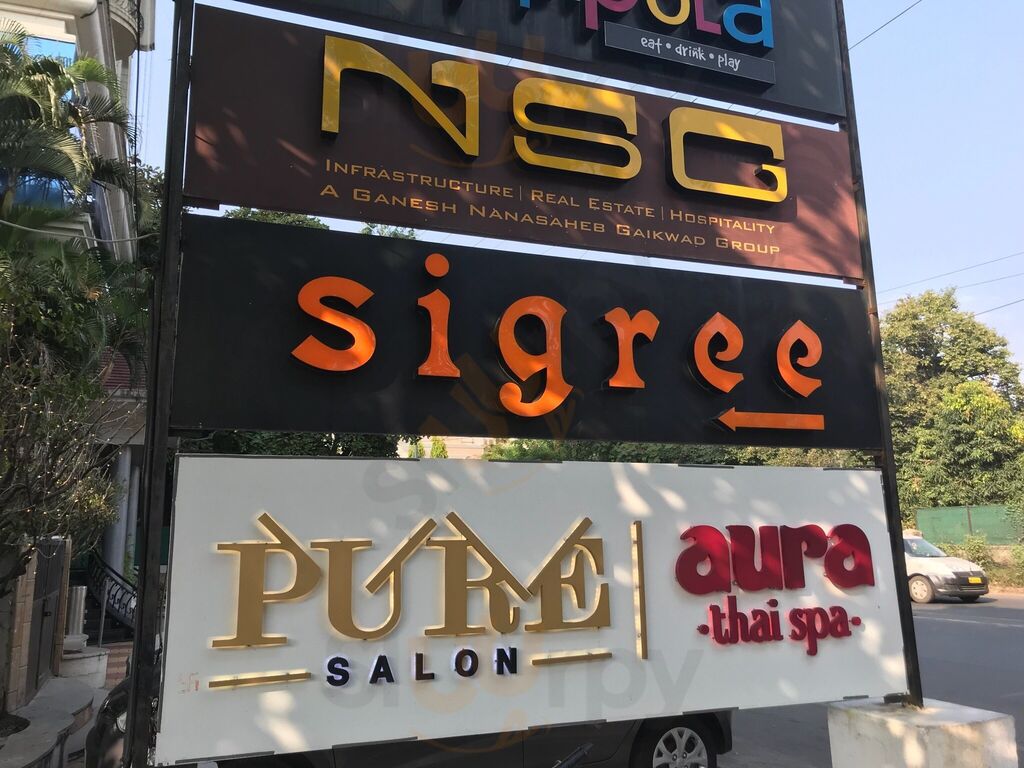 eat • drink • play
NSG
INFRASTRUCTURE | REAL ESTATE | HOSPITALITY
A GANESH NANASAHEB GAIKWAD GROUP
sigree
PURE
SALON
aura
•thai spa•